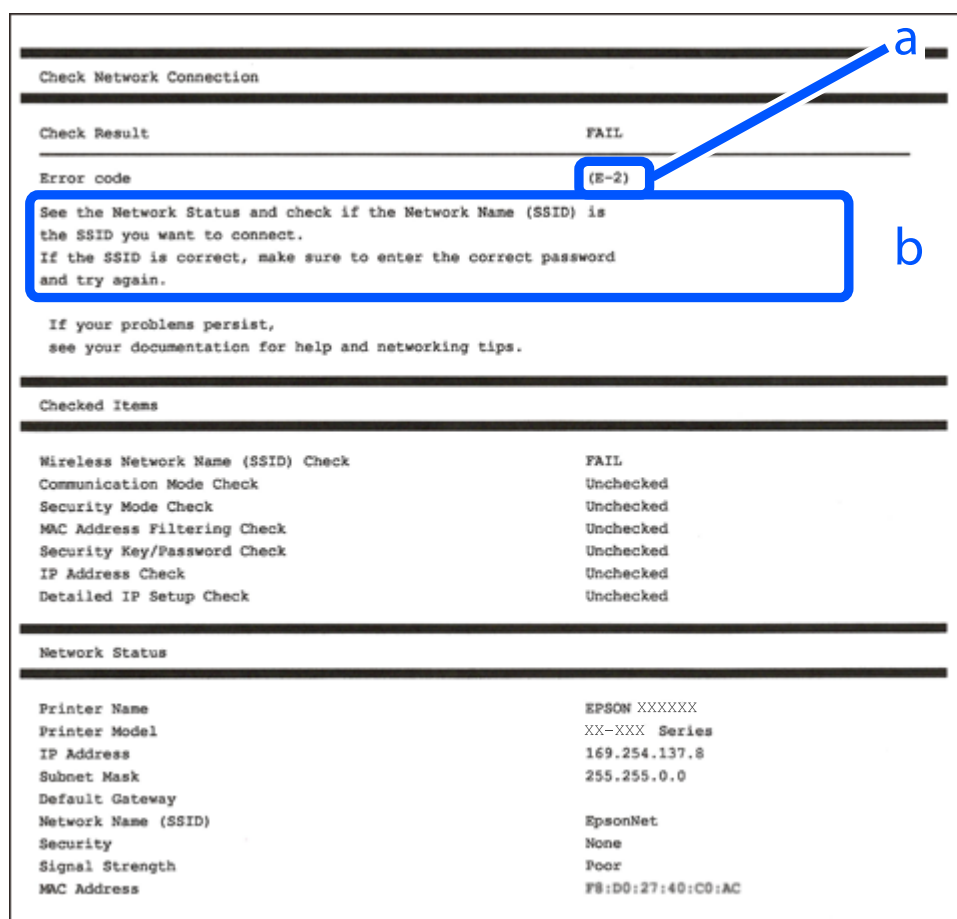 a
Check Network Connection
Check Result FAIL
Error code (E-2)
See the Network Status and check if the Network Name (SSID) is
the SSID you want to connect.
If the SSID is correct, make sure to enter the correct password
and try again.
b
If your problems persist,
see your documentation for help and networking tips.
Checked Items
Wireless Network Name (SSID) Check FAIL
Communication Mode Check Unchecked
Security Mode Check Unchecked
MAC Address Filtering Check Unchecked
Security Key/Password Check Unchecked
IP Address Check Unchecked
Detailed IP Setup Check Unchecked
Network Status
Printer Name EPSON XXXXXX
Printer Model XX-XXX Series
IP Address 169.254.137.8
Subnet Mask 255.255.0.0
Default Gateway
Network Name (SSID) EpsonNet
Security None
Signal Strength Poor
MAC Address F8:D0:27:40:C0:AC